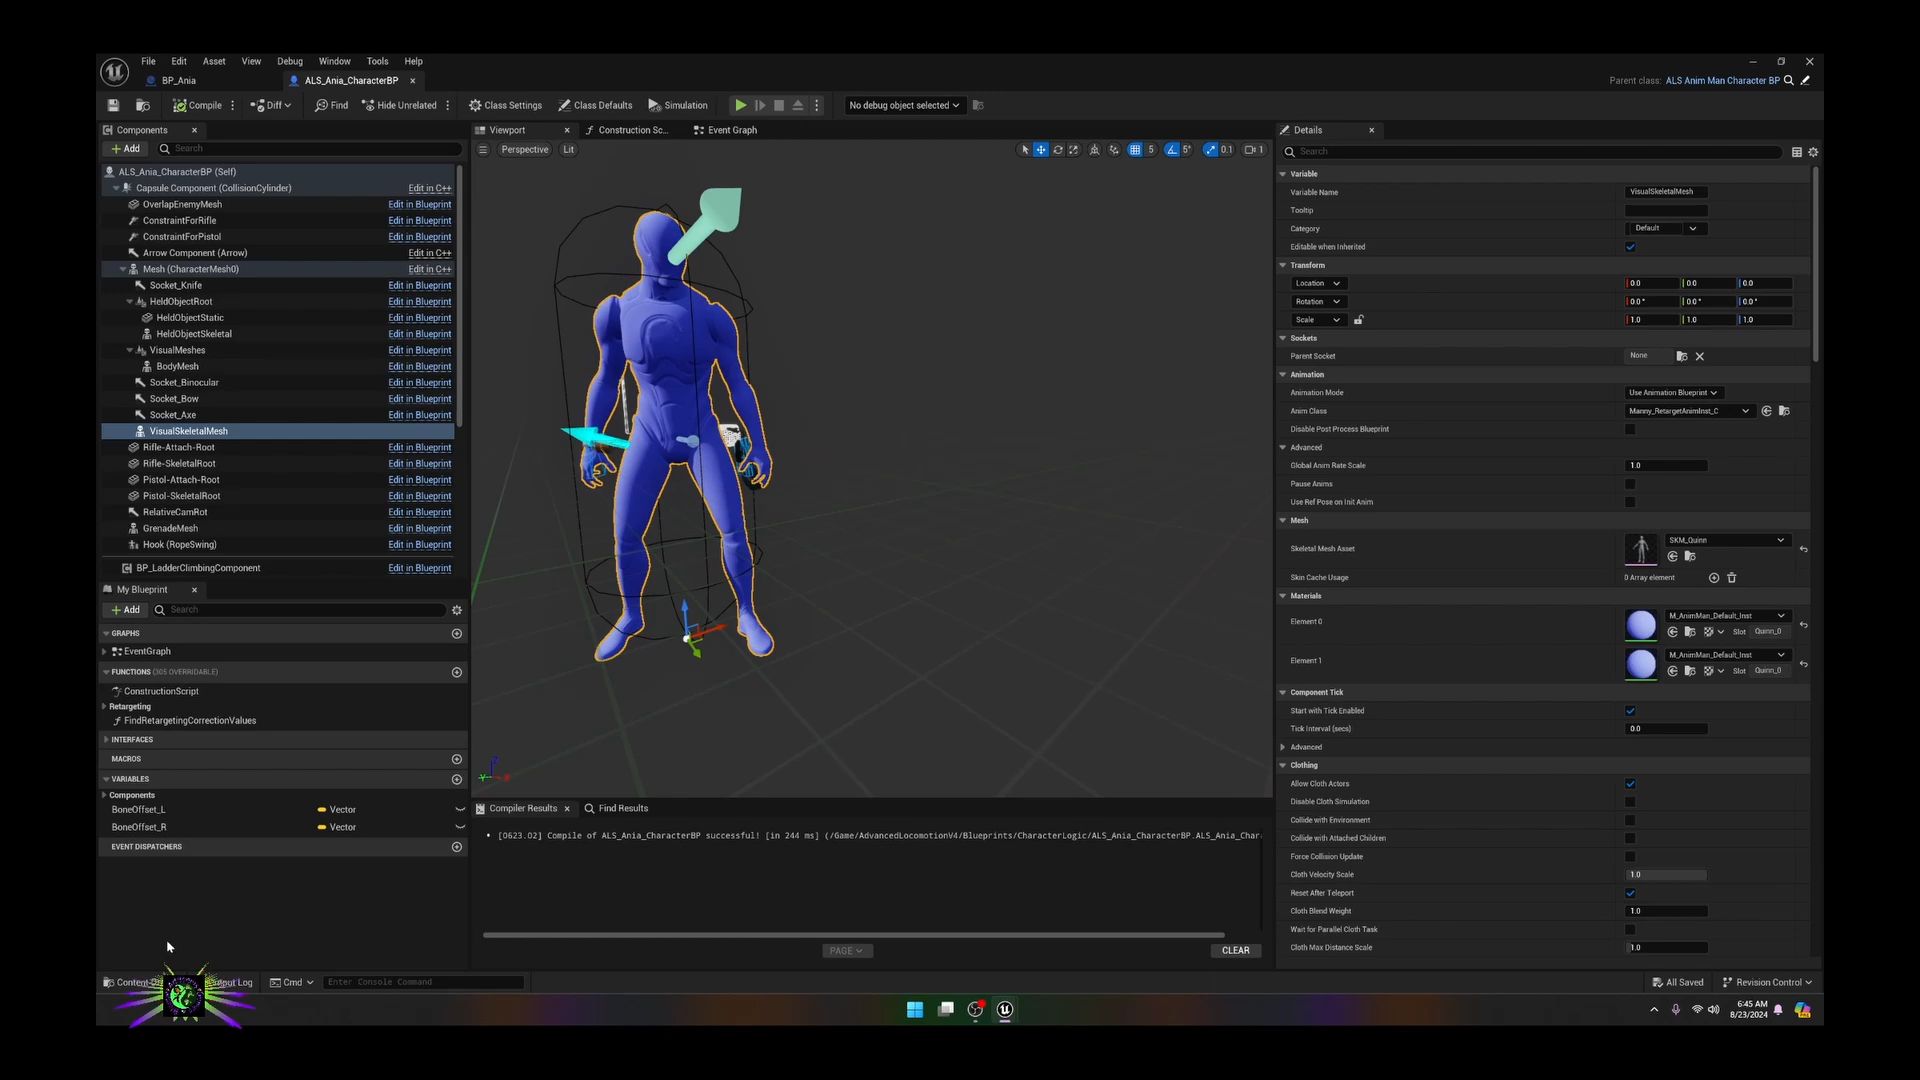 File Edit Asset View Debug Window Tools Help
BP_Ania ALS_Ania_CharacterBP
Parent class: ALS Anim Man Character BP
Compile Diff Find Hide Unrelated Class Settings Class Defaults Simulation No debug object selected
Components
Add Search
ALS_Ania_CharacterBP (Self)
Capsule Component (CollisionCylinder) Edit in C++
OverlapEnemyMesh Edit in Blueprint
ConstraintForRifle Edit in Blueprint
ConstraintForPistol Edit in Blueprint
Arrow Component (Arrow) Edit in C++
Mesh (CharacterMesh0) Edit in C++
Socket_Knife Edit in Blueprint
HeldObjectRoot Edit in Blueprint
HeldObjectStatic Edit in Blueprint
HeldObjectSkeletal Edit in Blueprint
VisualMeshes Edit in Blueprint
BodyMesh Edit in Blueprint
Socket_Binocular Edit in Blueprint
Socket_Bow Edit in Blueprint
Socket_Axe Edit in Blueprint
VisualSkeletalMesh Edit in Blueprint
Rifle-Attach-Root Edit in Blueprint
Rifle-SkeletalRoot Edit in Blueprint
Pistol-Attach-Root Edit in Blueprint
Pistol-SkeletalRoot Edit in Blueprint
RelativeCamRot Edit in Blueprint
GrenadeMesh Edit in Blueprint
Hook (RopeSwing) Edit in Blueprint
BP_LadderClimbingComponent Edit in Blueprint
My Blueprint
Add Search
GRAPHS
EventGraph
FUNCTIONS (305 OVERRIDABLE)
ConstructionScript
Retargeting
FindRetargetingCorrectionValues
INTERFACES
MACROS
VARIABLES
Components
BoneOffset_L Vector
BoneOffset_R Vector
EVENT DISPATCHERS
Viewport Construction Sc... Event Graph
Perspective Lit 5 5° 0.1 1
Compiler Results Find Results
[0623.02] Compile of ALS_Ania_CharacterBP successful! [in 244 ms] (/Game/AdvancedLocomotionV4/Blueprints/CharacterLogic/ALS_Ania_CharacterBP.ALS_Ania_Char
PAGE CLEAR
Details
Search
Variable
Variable Name VisualSkeletalMesh
Tooltip
Category Default
Editable when Inherited
Transform
Location 0.0 0.0 0.0
Rotation 0.0° 0.0° 0.0°
Scale 1.0 1.0 1.0
Sockets
Parent Socket None
Animation
Animation Mode Use Animation Blueprint
Anim Class Manny_RetargetAnimInst_C
Disable Post Process Blueprint
Advanced
Global Anim Rate Scale 1.0
Pause Anims
Use Ref Pose on Init Anim
Mesh
Skeletal Mesh Asset SKM_Quinn
Skin Cache Usage 0 Array element
Materials
Element 0 M_AnimMan_Default_Inst
Slot Quinn_0
Element 1 M_AnimMan_Default_Inst
Slot Quinn_0
Component Tick
Start with Tick Enabled
Tick Interval (secs) 0.0
Advanced
Clothing
Allow Cloth Actors
Disable Cloth Simulation
Collide with Environment
Collide with Attached Children
Force Collision Update
Cloth Velocity Scale 1.0
Reset After Teleport
Cloth Blend Weight 1.0
Wait for Parallel Cloth Task
Cloth Max Distance Scale 1.0
Content Log Cmd Enter Console Command All Saved Revision Control
6:45 AM
8/23/2024